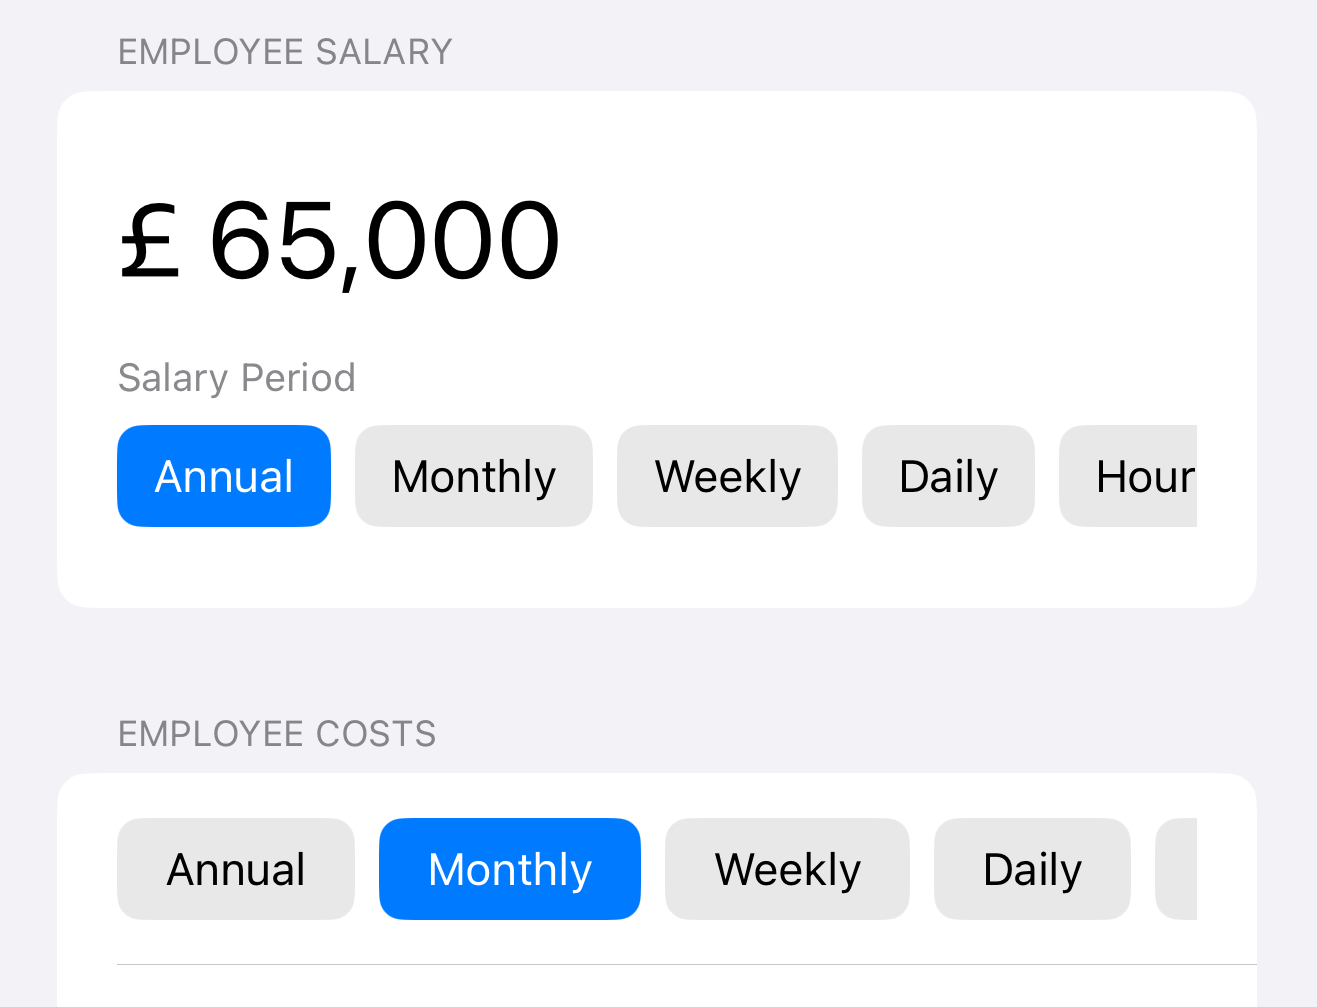 EMPLOYEE SALARY
£ 65,000
Salary Period
Annual Monthly Weekly Daily Hour
EMPLOYEE COSTS
Annual Monthly Weekly Daily